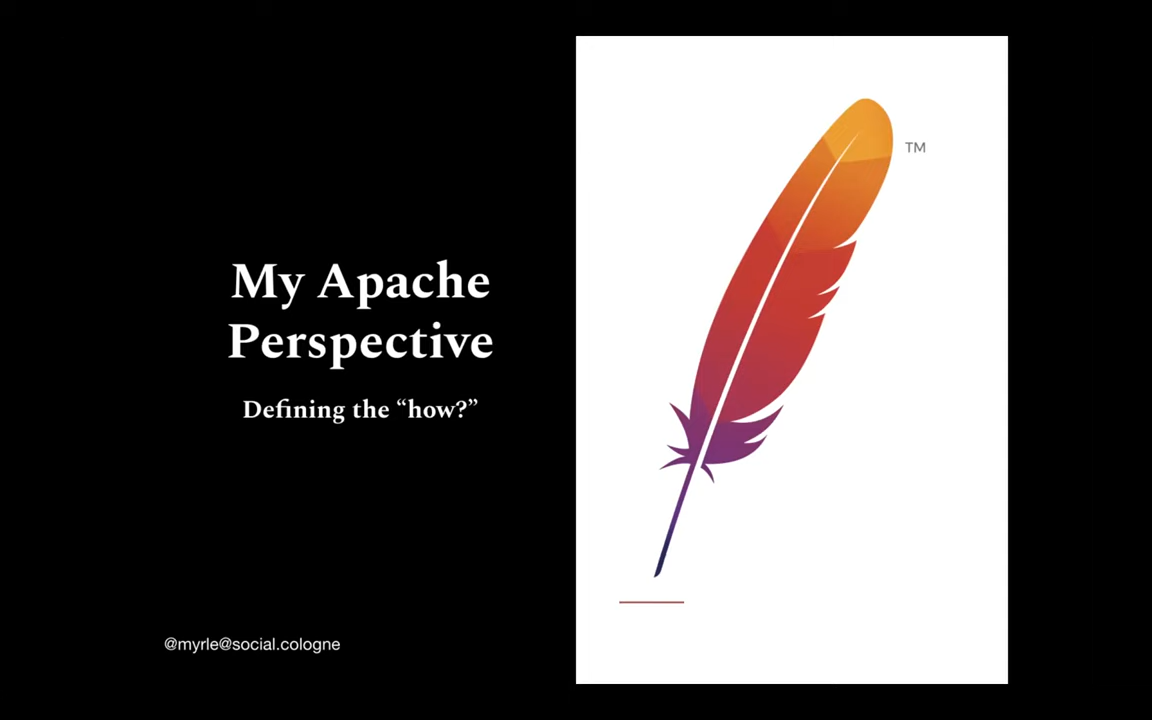 My Apache
Perspective
Defining the “how?”
@myrle@social.cologne
TM